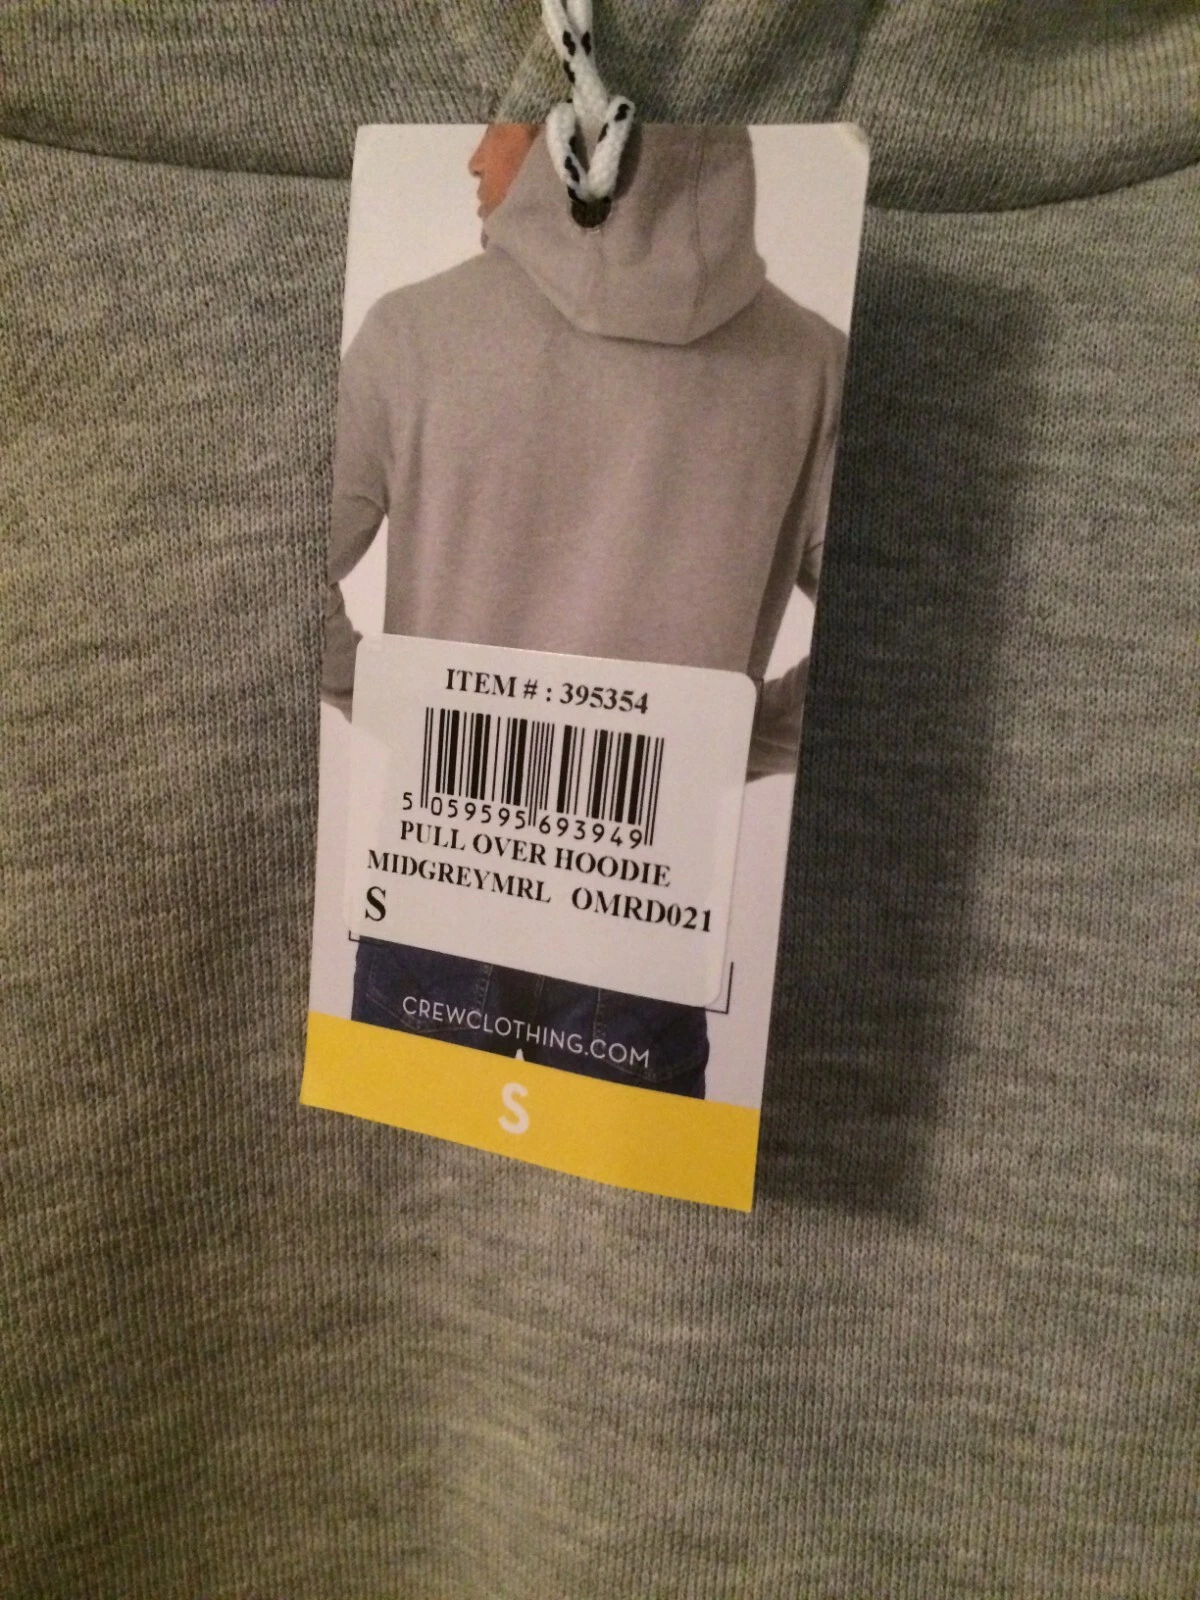 ITEM # : 395354
5 059595 693949
PULL OVER HOODIE
MIDGREYMRL OMRD021
S
CREWCLOTHING.COM
S